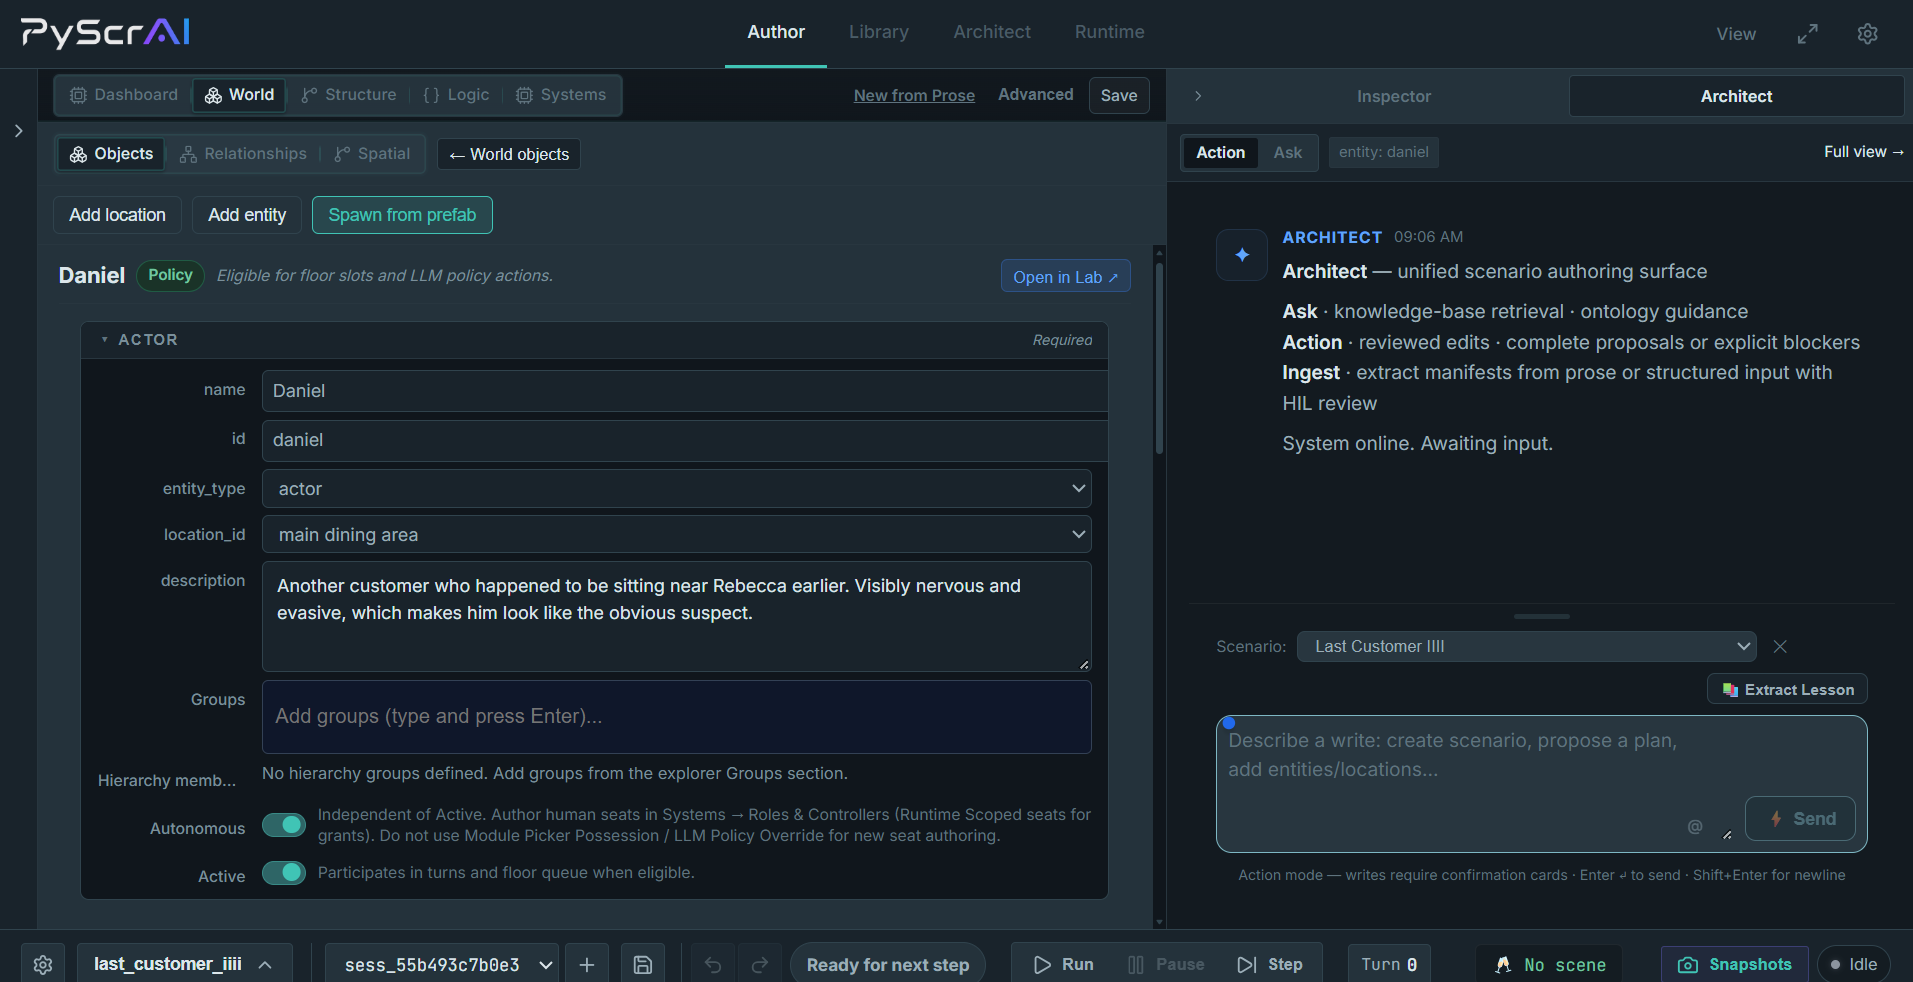 PyScrAI
Author Library Architect Runtime
View
Dashboard World Structure Logic Systems
New from Prose Advanced Save
Inspector Architect
Objects Relationships Spatial ← World objects
Action Ask entity: daniel Full view →
Add location Add entity Spawn from prefab
Daniel Policy Eligible for floor slots and LLM policy actions. Open in Lab ↗
ACTOR Required
name Daniel
id daniel
entity_type actor
location_id main dining area
description Another customer who happened to be sitting near Rebecca earlier. Visibly nervous and
evasive, which makes him look like the obvious suspect.
Groups Add groups (type and press Enter)...
Hierarchy memb... No hierarchy groups defined. Add groups from the explorer Groups section.
Autonomous Independent of Active. Author human seats in Systems → Roles & Controllers (Runtime Scoped seats for
grants). Do not use Module Picker Possession / LLM Policy Override for new seat authoring.
Active Participates in turns and floor queue when eligible.
ARCHITECT 09:06 AM
Architect — unified scenario authoring surface
Ask · knowledge-base retrieval · ontology guidance
Action · reviewed edits · complete proposals or explicit blockers
Ingest · extract manifests from prose or structured input with
HIL review
System online. Awaiting input.
Scenario: Last Customer IIII
Extract Lesson
Describe a write: create scenario, propose a plan,
add entities/locations...
@ Send
Action mode — writes require confirmation cards · Enter ↵ to send · Shift+Enter for newline
last_customer_iiii sess_55b493c7b0e3 Ready for next step Run Pause Step Turn 0 No scene Snapshots Idle